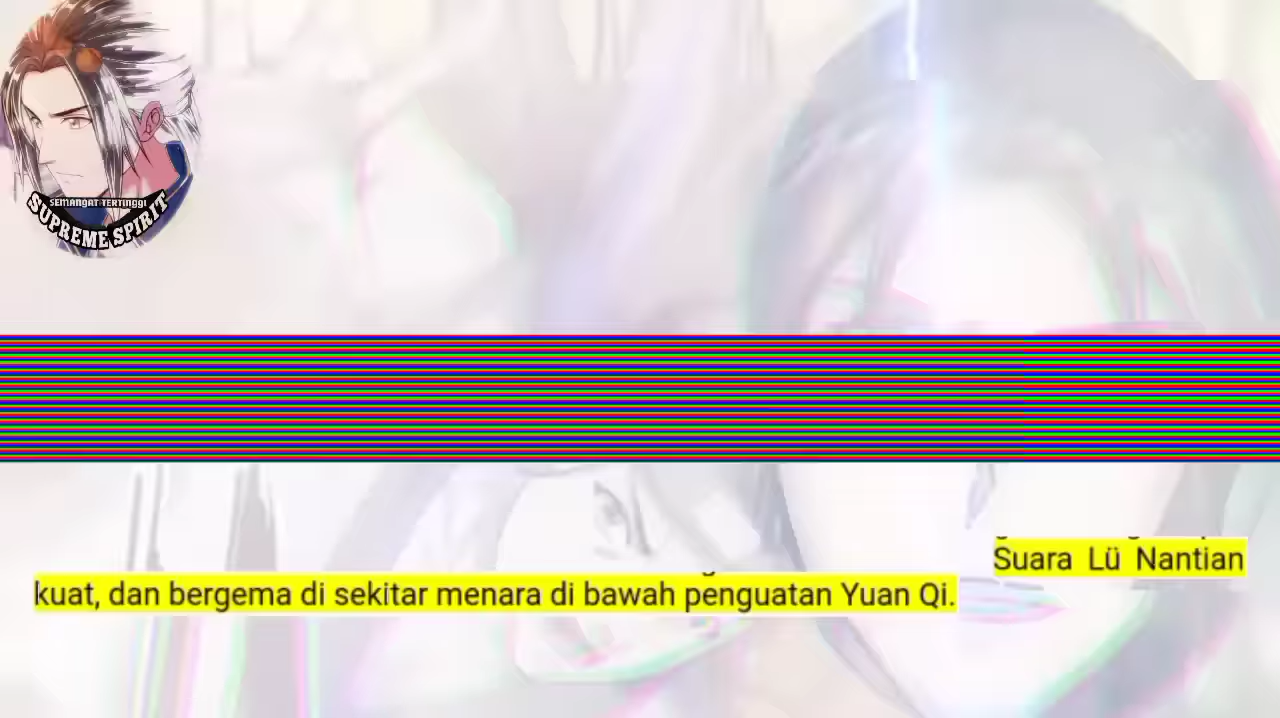 SEMANGAT TERTINGGI
SUPREME SPIRIT
Suara Lü Nantian
kuat, dan bergema di sekitar menara di bawah penguatan Yuan Qi.